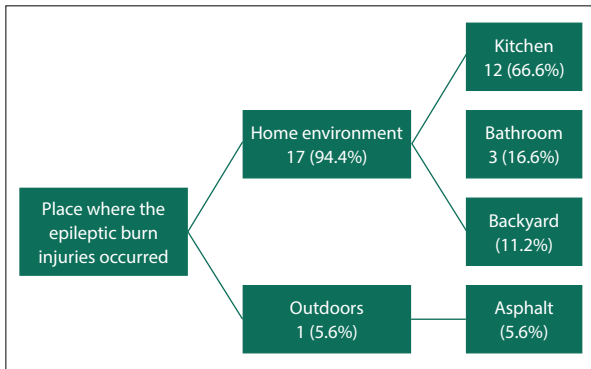 Place where the
epileptic burn
injuries occurred
Home environment
17 (94.4%)
Kitchen
12 (66.6%)
Bathroom
3 (16.6%)
Backyard
(11.2%)
Outdoors
1 (5.6%)
Asphalt
(5.6%)